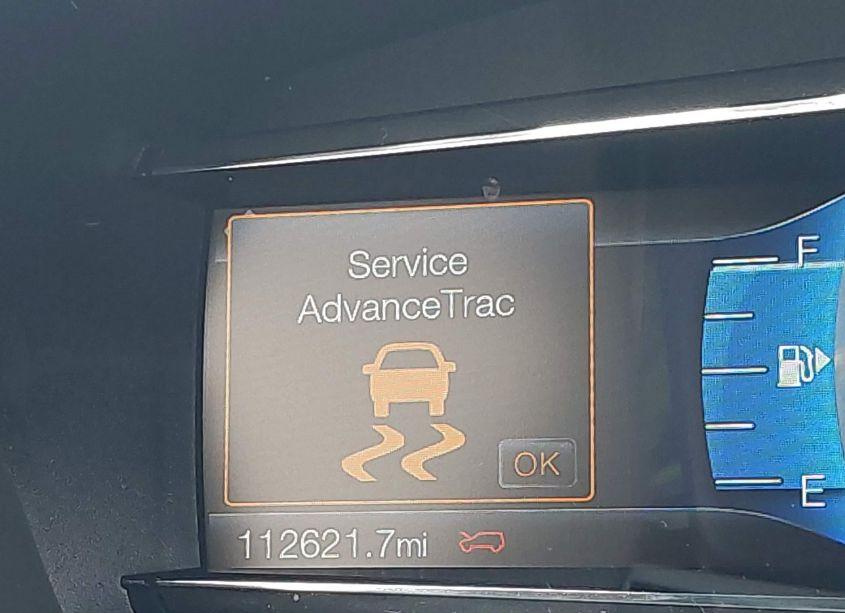 Service
AdvanceTrac
OK
112621.7mi
F
E